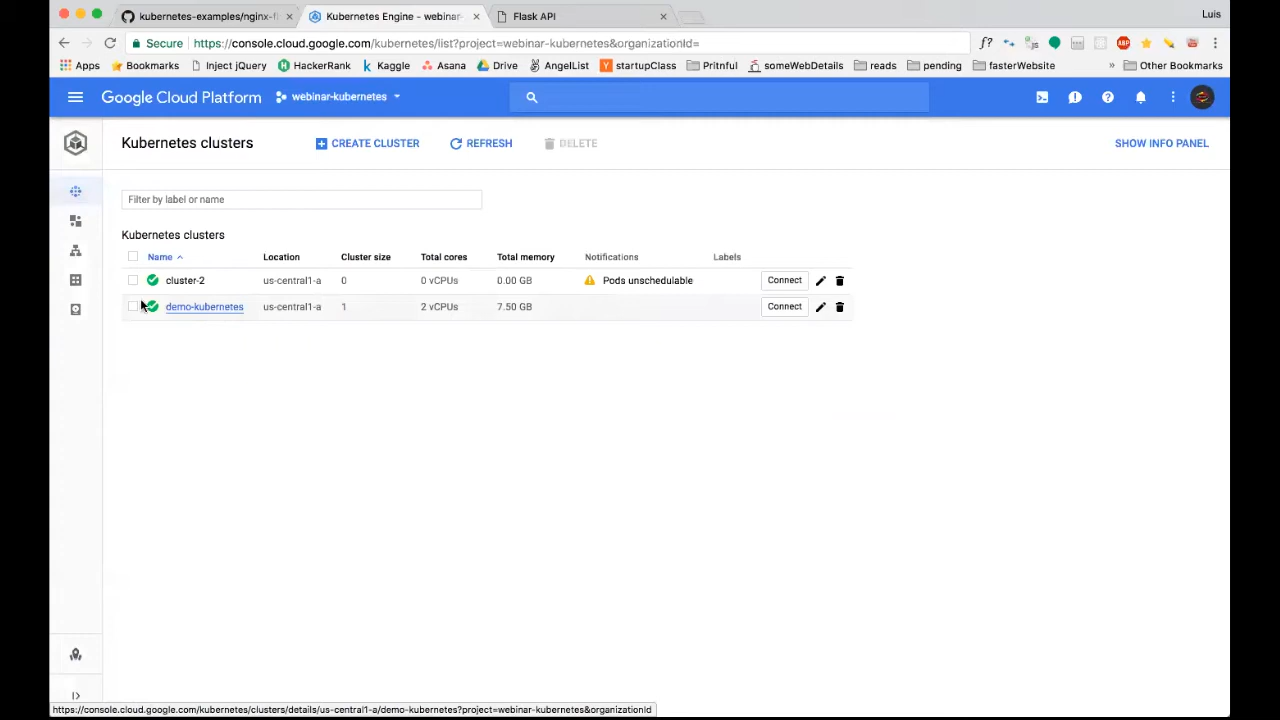 kubernetes-examples/nginx-fl
Kubernetes Engine - webinar-
Flask API
Luis
Secure
https://console.cloud.google.com/kubernetes/list?project=webinar-kubernetes&organizationId=
f?
ABP
Apps
Bookmarks
Inject jQuery
HackerRank
Kaggle
Asana
Drive
AngelList
Y startupClass
Pritnful
someWebDetails
reads
pending
fasterWebsite
»
Other Bookmarks
Google Cloud Platform
webinar-kubernetes
Kubernetes clusters
CREATE CLUSTER
REFRESH
DELETE
SHOW INFO PANEL
Filter by label or name
Kubernetes clusters
Name Location Cluster size Total cores Total memory Notifications Labels
cluster-2 us-central1-a 0 0 vCPUs 0.00 GB Pods unschedulable Connect
demo-kubernetes us-central1-a 1 2 vCPUs 7.50 GB Connect
https://console.cloud.google.com/kubernetes/clusters/details/us-central1-a/demo-kubernetes?project=webinar-kubernetes&organizationId